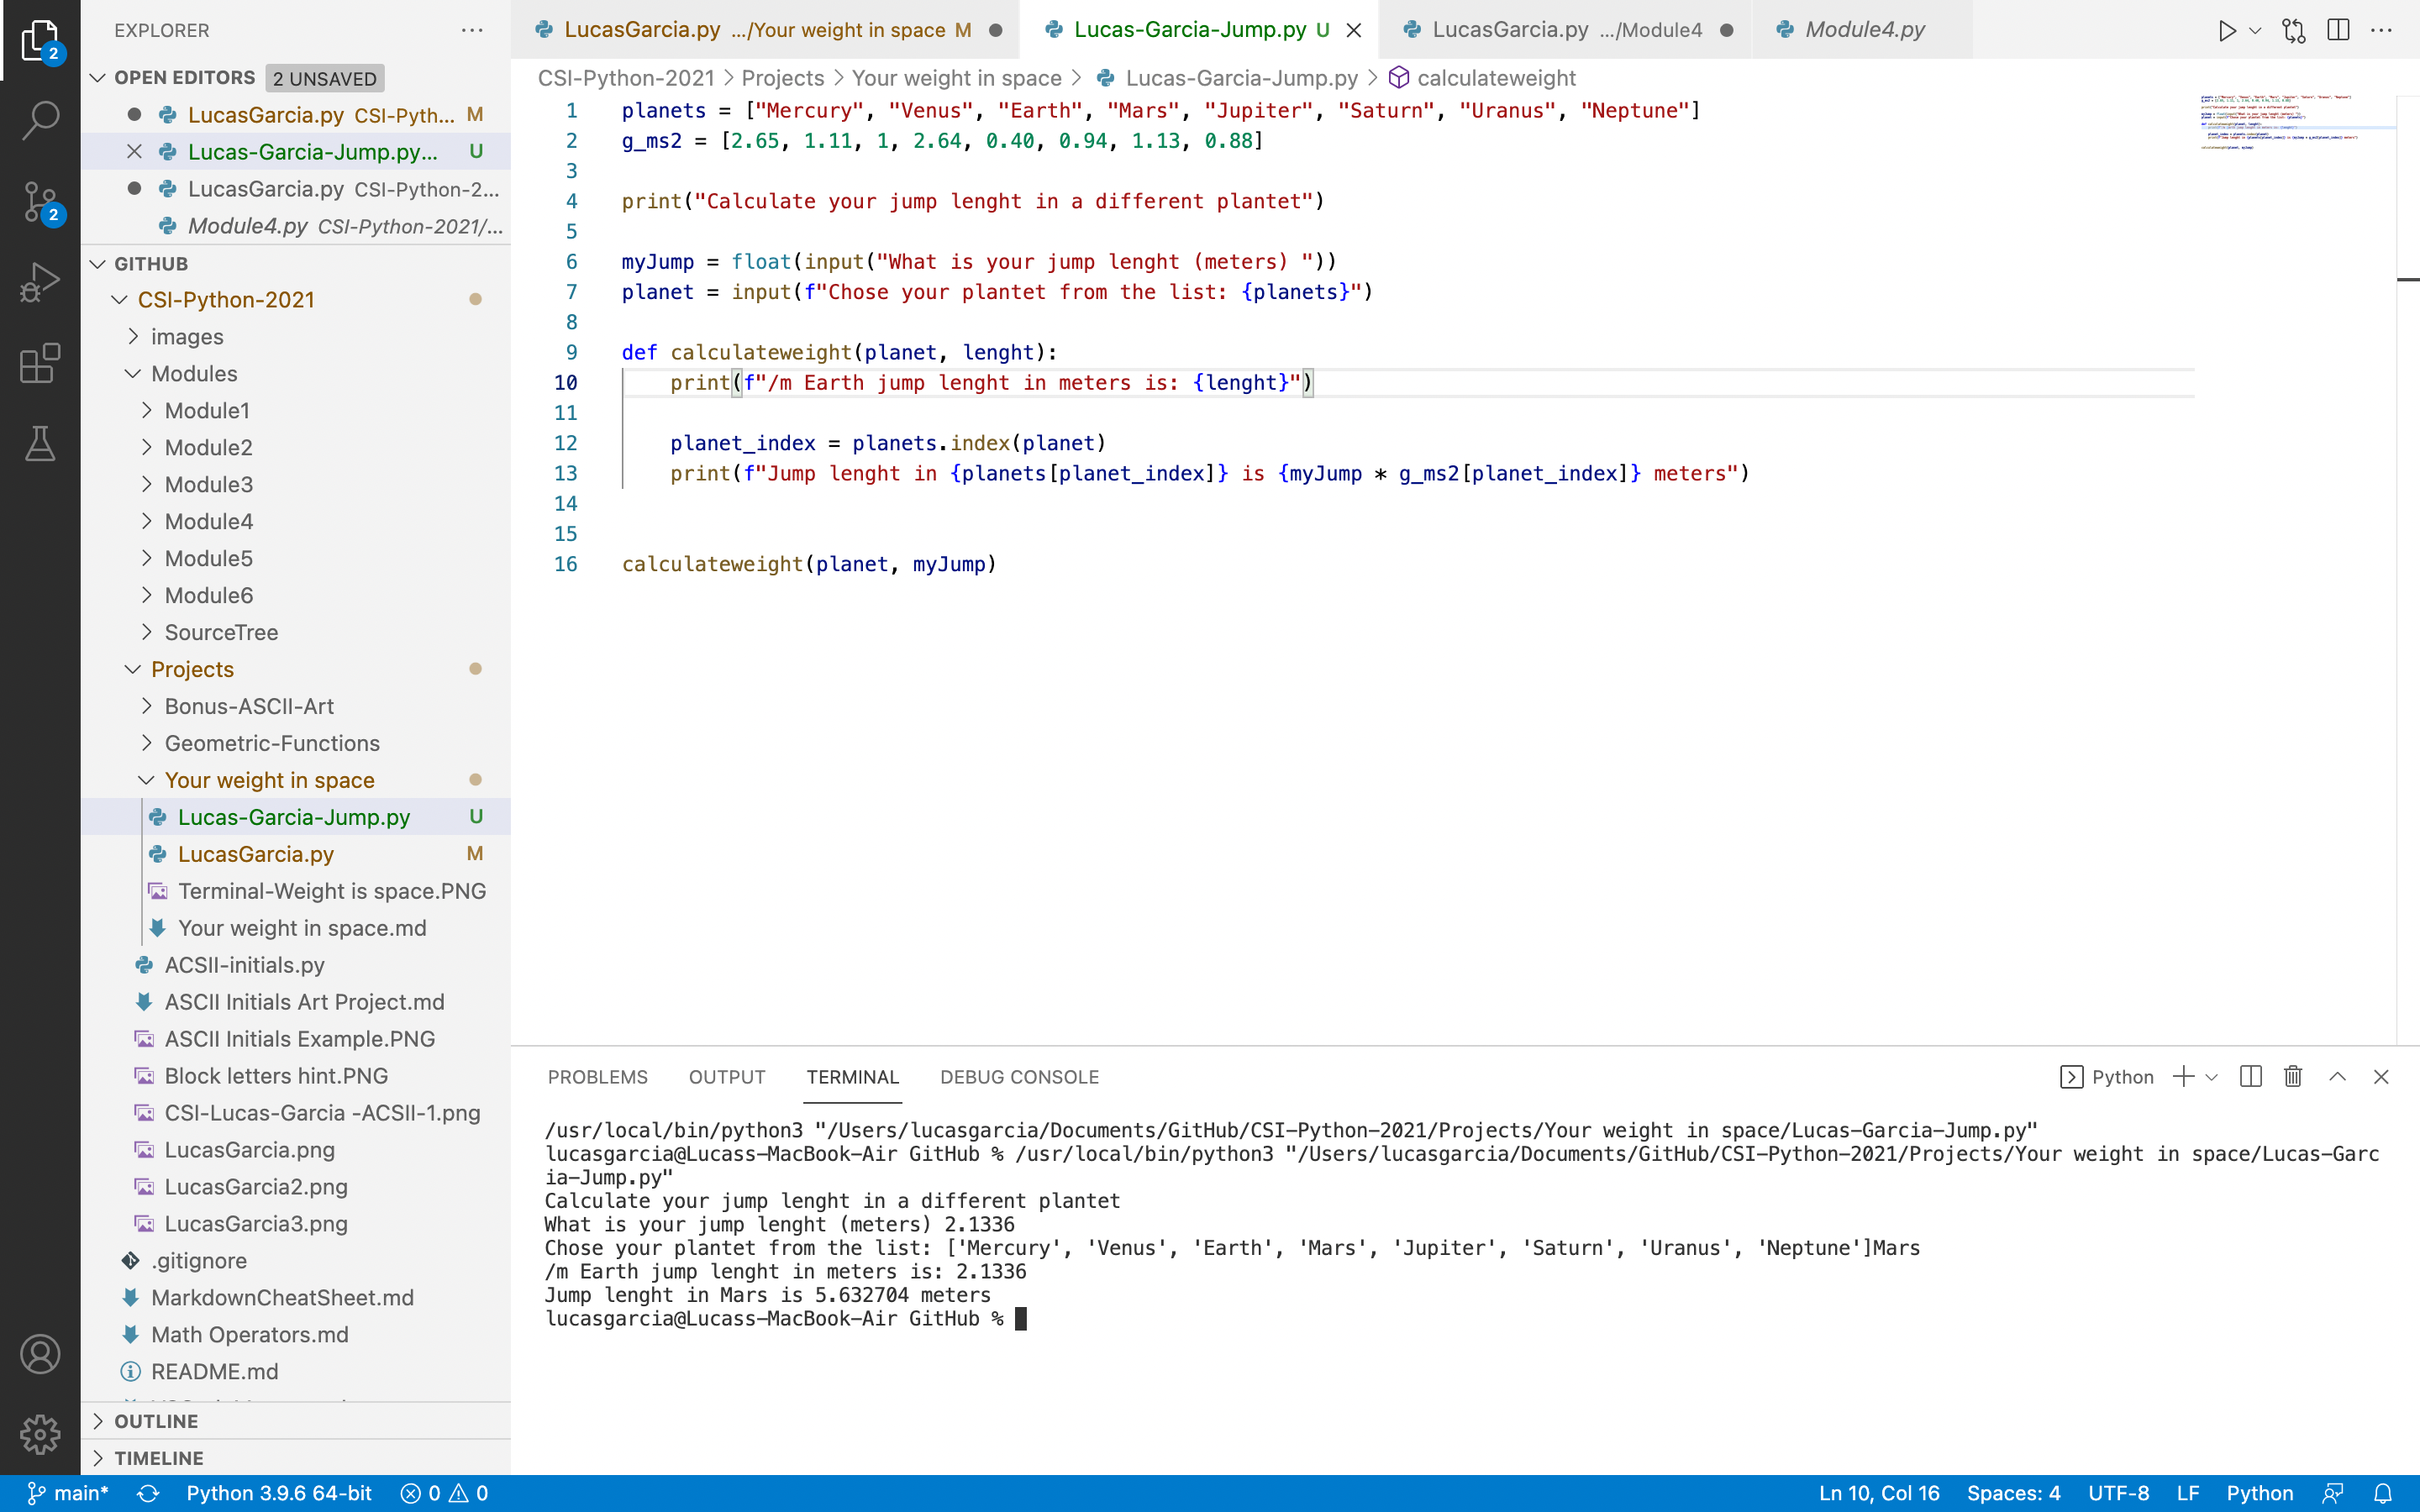 EXPLORER
OPEN EDITORS 2 UNSAVED
LucasGarcia.py CSI-Pyth... M
Lucas-Garcia-Jump.py... U
LucasGarcia.py CSI-Python-2...
Module4.py CSI-Python-2021/...
GITHUB
CSI-Python-2021
images
Modules
Module1
Module2
Module3
Module4
Module5
Module6
SourceTree
Projects
Bonus-ASCII-Art
Geometric-Functions
Your weight in space
Lucas-Garcia-Jump.py U
LucasGarcia.py M
Terminal-Weight is space.PNG
Your weight in space.md
ACSII-initials.py
ASCII Initials Art Project.md
ASCII Initials Example.PNG
Block letters hint.PNG
CSI-Lucas-Garcia -ACSII-1.png
LucasGarcia.png
LucasGarcia2.png
LucasGarcia3.png
.gitignore
MarkdownCheatSheet.md
Math Operators.md
README.md
OUTLINE
TIMELINE
2
2
LucasGarcia.py .../Your weight in space M
Lucas-Garcia-Jump.py U
LucasGarcia.py .../Module4
Module4.py
CSI-Python-2021 > Projects > Your weight in space > Lucas-Garcia-Jump.py > calculateweight
1 planets = ["Mercury", "Venus", "Earth", "Mars", "Jupiter", "Saturn", "Uranus", "Neptune"]
2 g_ms2 = [2.65, 1.11, 1, 2.64, 0.40, 0.94, 1.13, 0.88]
3
4 print("Calculate your jump lenght in a different plantet")
5
6 myJump = float(input("What is your jump lenght (meters) "))
7 planet = input(f"Chose your plantet from the list: {planets}")
8
9 def calculateweight(planet, lenght):
10 print(f"/m Earth jump lenght in meters is: {lenght}")
11
12 planet_index = planets.index(planet)
13 print(f"Jump lenght in {planets[planet_index]} is {myJump * g_ms2[planet_index]} meters")
14
15
16 calculateweight(planet, myJump)
PROBLEMS OUTPUT TERMINAL DEBUG CONSOLE
Python
/usr/local/bin/python3 "/Users/lucasgarcia/Documents/GitHub/CSI-Python-2021/Projects/Your weight in space/Lucas-Garcia-Jump.py"
lucasgarcia@Lucass-MacBook-Air GitHub % /usr/local/bin/python3 "/Users/lucasgarcia/Documents/GitHub/CSI-Python-2021/Projects/Your weight in space/Lucas-Garc
ia-Jump.py"
Calculate your jump lenght in a different plantet
What is your jump lenght (meters) 2.1336
Chose your plantet from the list: ['Mercury', 'Venus', 'Earth', 'Mars', 'Jupiter', 'Saturn', 'Uranus', 'Neptune']Mars
/m Earth jump lenght in meters is: 2.1336
Jump lenght in Mars is 5.632704 meters
lucasgarcia@Lucass-MacBook-Air GitHub %
main* Python 3.9.6 64-bit 0 0 Ln 10, Col 16 Spaces: 4 UTF-8 LF Python